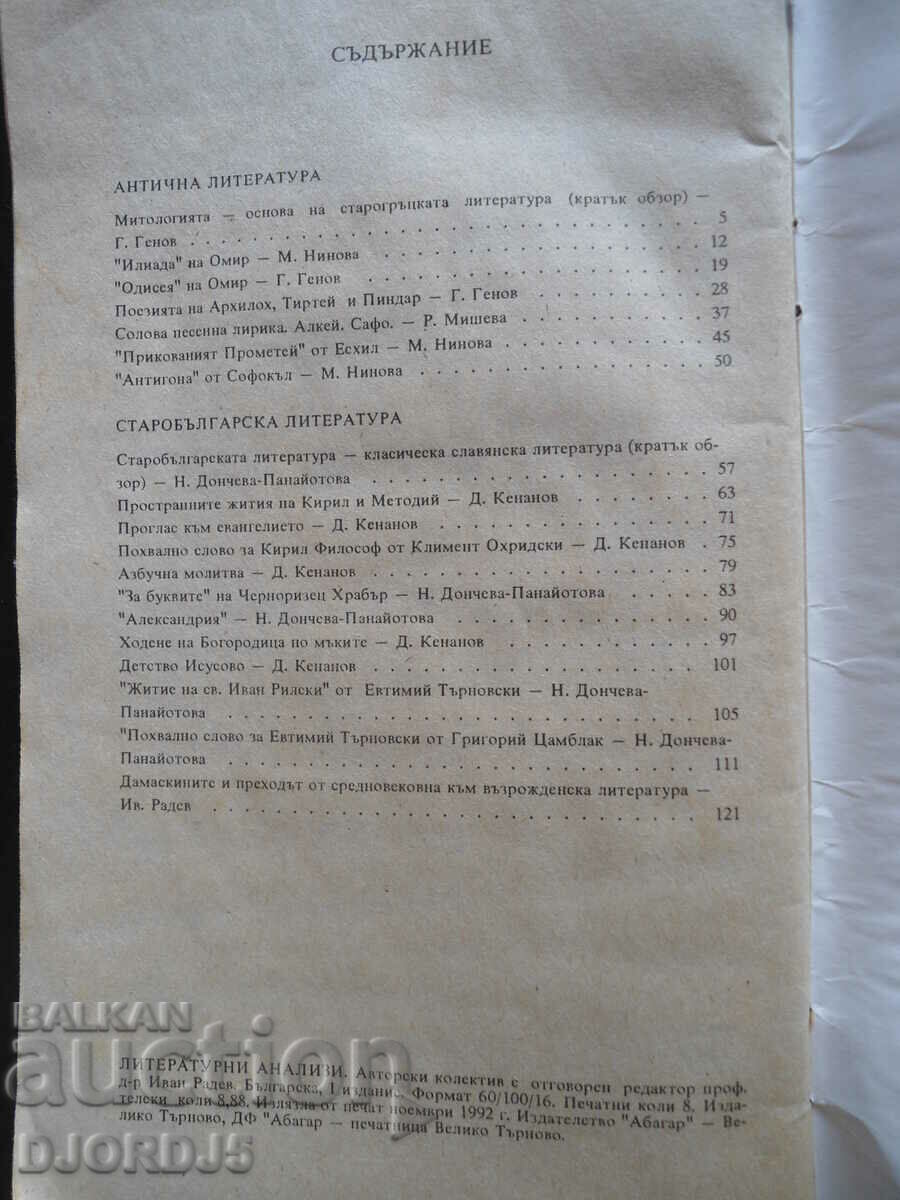 СЪДЪРЖАНИЕ
АНТИЧНА ЛИТЕРАТУРА
Митологията – основа на старогръцката литература (кратък обзор) –
Г. Генов . . . . . . . . . . . . . . . . . . . . . . . . . . 5
"Илиада" на Омир – М. Нинова . . . . . . . . . . . . . . . . 12
"Одисея" на Омир – Г. Генов . . . . . . . . . . . . . . . . 19
Поезията на Архилох, Тиртей и Пиндар – Г. Генов . . . . . . . . 28
Солова песенна лирика. Алкей. Сафо. – Р. Мишева . . . . . . . . 37
"Прикованият Прометей" от Есхил – М. Нинова . . . . . . . . . 45
"Антигона" от Софокъл – М. Нинова . . . . . . . . . . . . . 50
СТАРОБЪЛГАРСКА ЛИТЕРАТУРА
Старобългарската литература – класическа славянска литература (кратък об-
зор) – Н. Дончева-Панайотова . . . . . . . . . . . . . . . 57
Пространните жития на Кирил и Методий – Д. Кенанов . . . . . . . 63
Проглас към евангелието – Д. Кенанов . . . . . . . . . . . . 71
Похвално слово за Кирил Философ от Климент Охридски – Д. Кенанов . 75
Азбучна молитва – Д. Кенанов . . . . . . . . . . . . . . . 79
"За буквите" на Черноризец Храбър – Н. Дончева-Панайотова . . . . . 83
"Александрия" – Н. Дончева-Панайотова . . . . . . . . . . . . 90
Ходене на Богородица по мъките – Д. Кенанов . . . . . . . . . 97
Детство Исусово – Д. Кенанов . . . . . . . . . . . . . . . 101
"Житие на св. Иван Рилски" от Евтимий Търновски – Н. Дончева-
Панайотова . . . . . . . . . . . . . . . . . . . . . . 105
"Похвално слово за Евтимий Търновски от Григорий Цамблак – Н. Дончева-
Панайотова . . . . . . . . . . . . . . . . . . . . . . 111
Дамаскините и преходът от средновековна към възрожденска литература –
Ив. Радев . . . . . . . . . . . . . . . . . . . . . . . 121
ЛИТЕРАТУРНИ АНАЛИЗИ. Авторски колектив с отговорен редактор проф.
д-р Иван Радев. Българска, I издание. Формат 60/100/16. Печатни коли 8. Изда-
телски коли 8,88. Излязла от печат ноември 1992 г. Издателство "Абагар" – Ве-
лико Търново, ДФ "Абагар – печатница Велико Търново.
BALKAN
auction
DJORDJ5